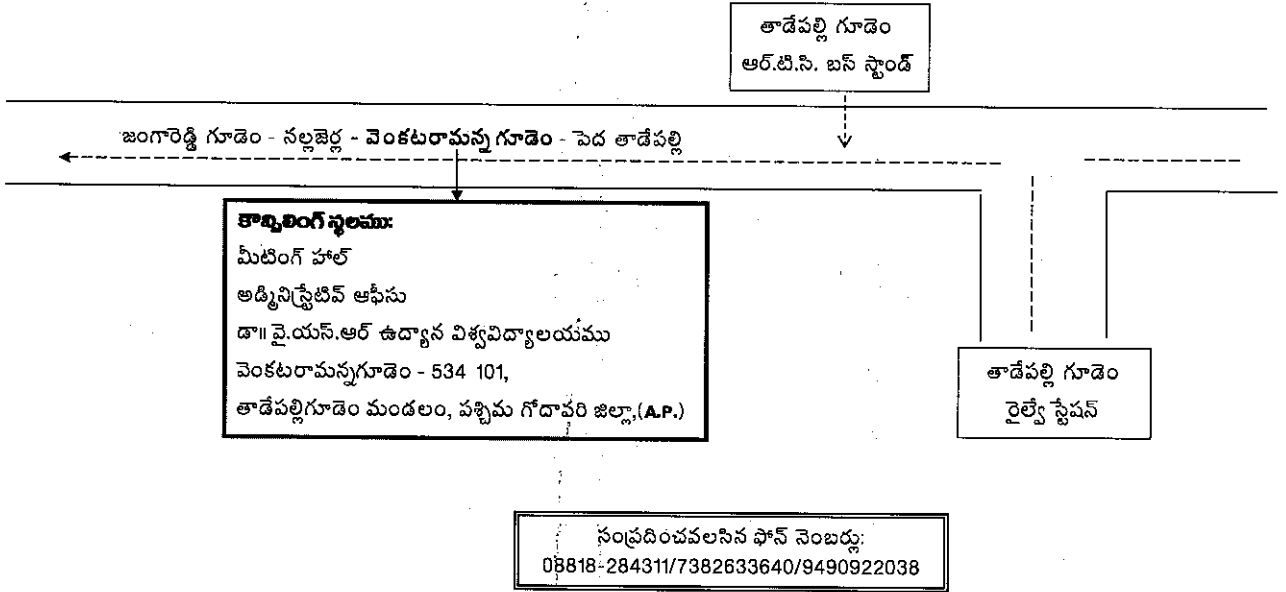 తాడేపల్లి గూడెం
ఆర్.టి.సి. బస్ స్టాండ్
జంగారెడ్డి గూడెం - నల్లజెర్ల - వెంకటరామన్న గూడెం - పెద తాడేపల్లి
కౌన్సిలింగ్ స్థలము:
మీటింగ్ హాల్
అడ్మినిస్ట్రేటివ్ ఆఫీసు
డా॥ వై.యస్.ఆర్ ఉద్యాన విశ్వవిద్యాలయము
వెంకటరామన్నగూడెం - 534 101,
తాడేపల్లిగూడెం మండలం, పశ్చిమ గోదావరి జిల్లా,(A.P.)
తాడేపల్లి గూడెం
రైల్వే స్టేషన్
సంప్రదించవలసిన ఫోన్ నెంబర్లు:
08818-284311/7382633640/9490922038